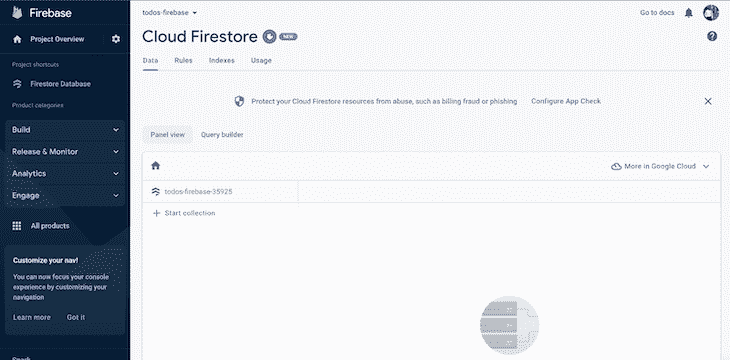 Firebase
Project Overview
Project shortcuts
Firestore Database
Product categories
Build
Release & Monitor
Analytics
Engage
All products
Customize your nav!
You can now focus your console
experience by customizing your
navigation
Learn more Got it
Spark
todos-firebase
Go to docs
Cloud Firestore NEW
Data Rules Indexes Usage
Protect your Cloud Firestore resources from abuse, such as billing fraud or phishing Configure App Check
Panel view Query builder
More in Google Cloud
todos-firebase-35925
Start collection